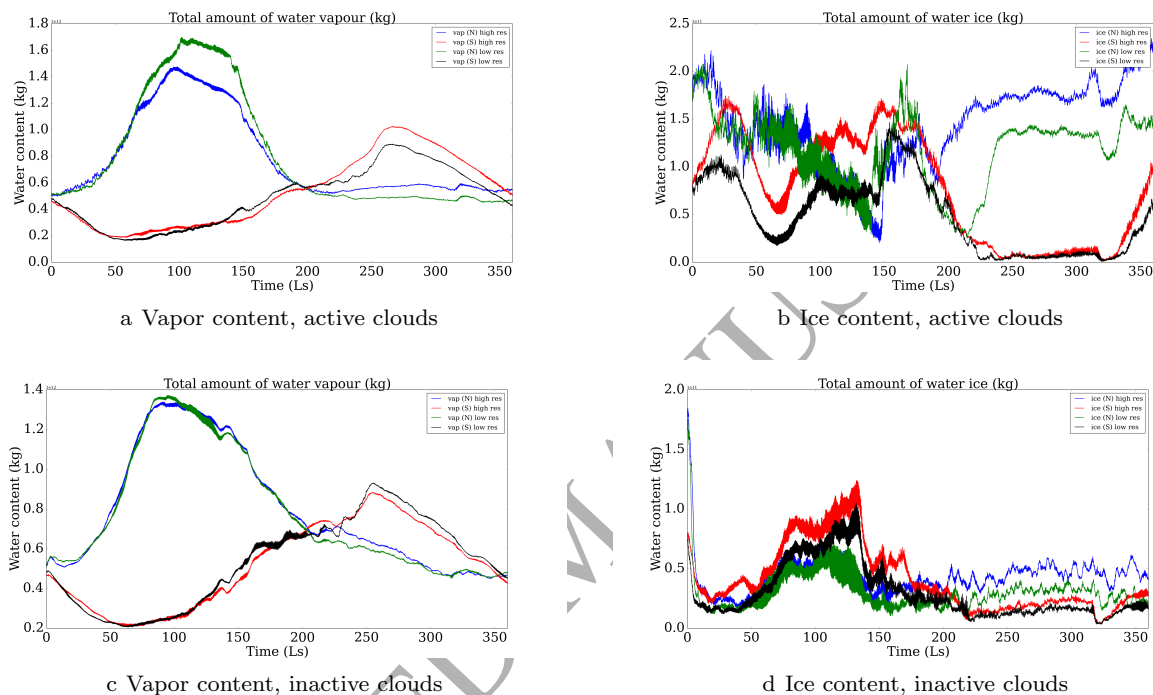 Total amount of water vapour (kg)
1e12
Water content (kg)
1.8
1.6
1.4
1.2
1.0
0.8
0.6
0.4
0.2
0.0
vap (N) high res
vap (S) high res
vap (N) low res
vap (S) low res
0 50 100 150 200 250 300 350
Time (Ls)
a Vapor content, active clouds
Total amount of water ice (kg)
1e11
Water content (kg)
2.5
2.0
1.5
1.0
0.5
0.0
ice (N) high res
ice (S) high res
ice (N) low res
ice (S) low res
0 50 100 150 200 250 300 350
Time (Ls)
b Ice content, active clouds
Total amount of water vapour (kg)
1e12
Water content (kg)
1.4
1.2
1.0
0.8
0.6
0.4
0.2
vap (N) high res
vap (S) high res
vap (N) low res
vap (S) low res
0 50 100 150 200 250 300 350
Time (Ls)
c Vapor content, inactive clouds
Total amount of water ice (kg)
1e11
Water content (kg)
2.0
1.5
1.0
0.5
0.0
ice (N) high res
ice (S) high res
ice (N) low res
ice (S) low res
0 50 100 150 200 250 300 350
Time (Ls)
d Ice content, inactive clouds